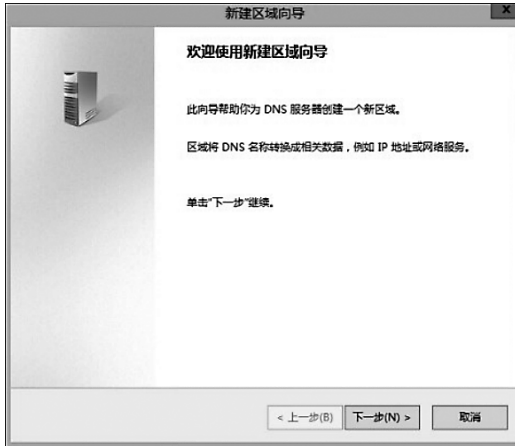 新建区域向导
x
欢迎使用新建区域向导
此向导帮助你为 DNS 服务器创建一个新区域。
区域将 DNS 名称转换成相关数据，例如 IP 地址或网络服务。
单击"下一步"继续。
< 上一步(B) 下一步(N) > 取消